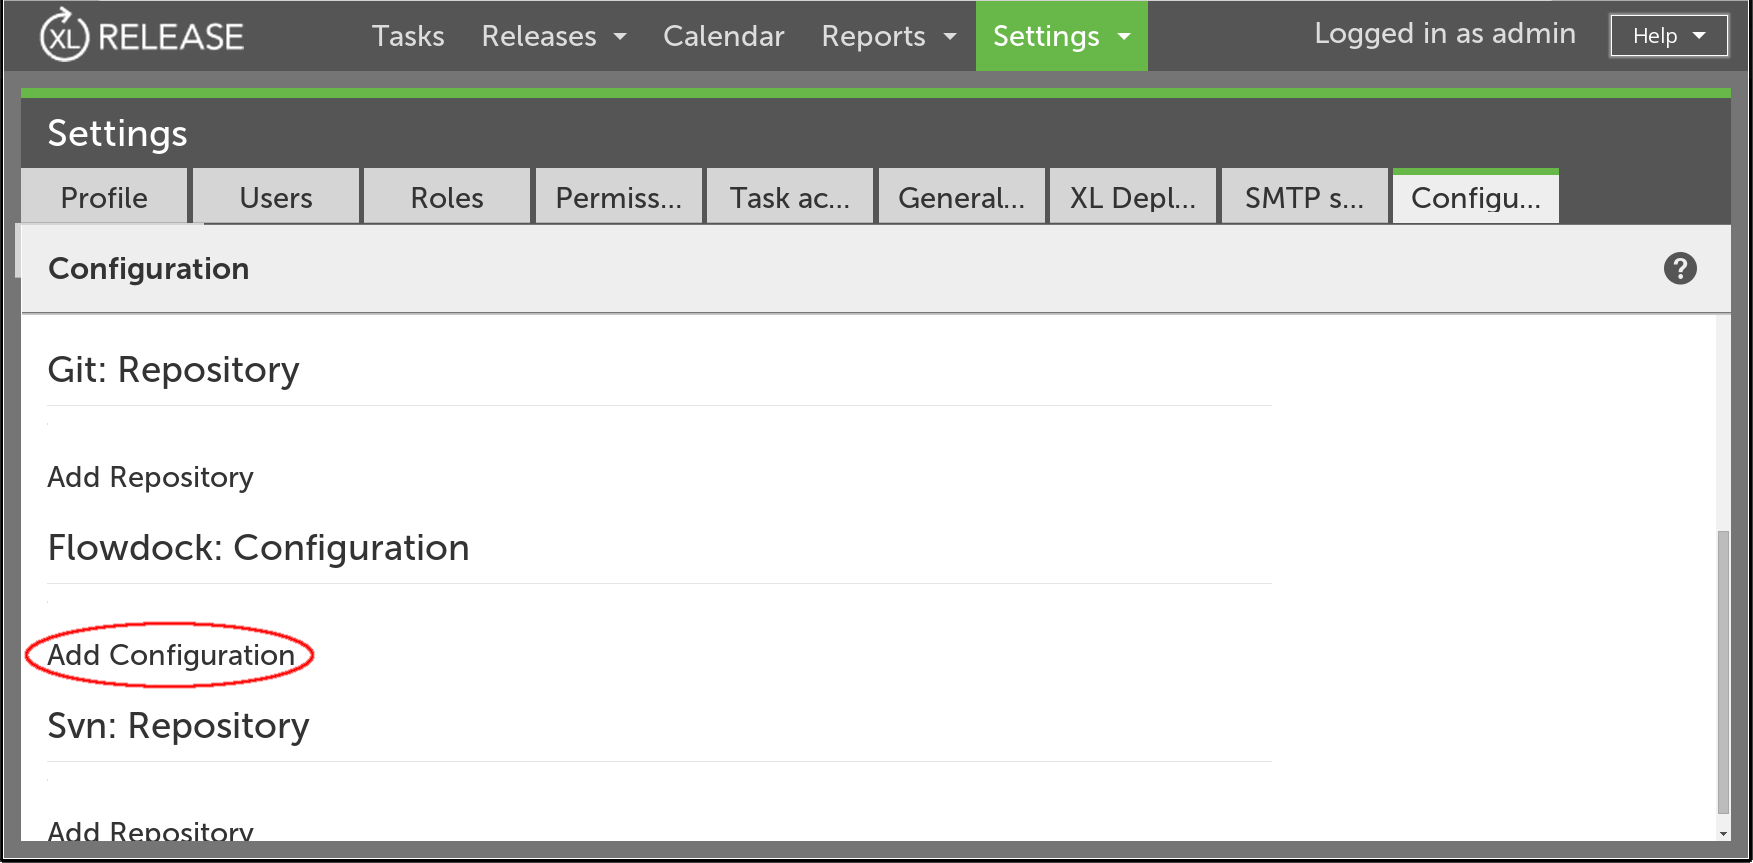 XL RELEASE Tasks Releases Calendar Reports Settings Logged in as admin Help
Settings
Profile Users Roles Permiss... Task ac... General... XL Depl... SMTP s... Configu...
Configuration ?
Git: Repository
Add Repository
Flowdock: Configuration
Add Configuration
Svn: Repository
Add Repository